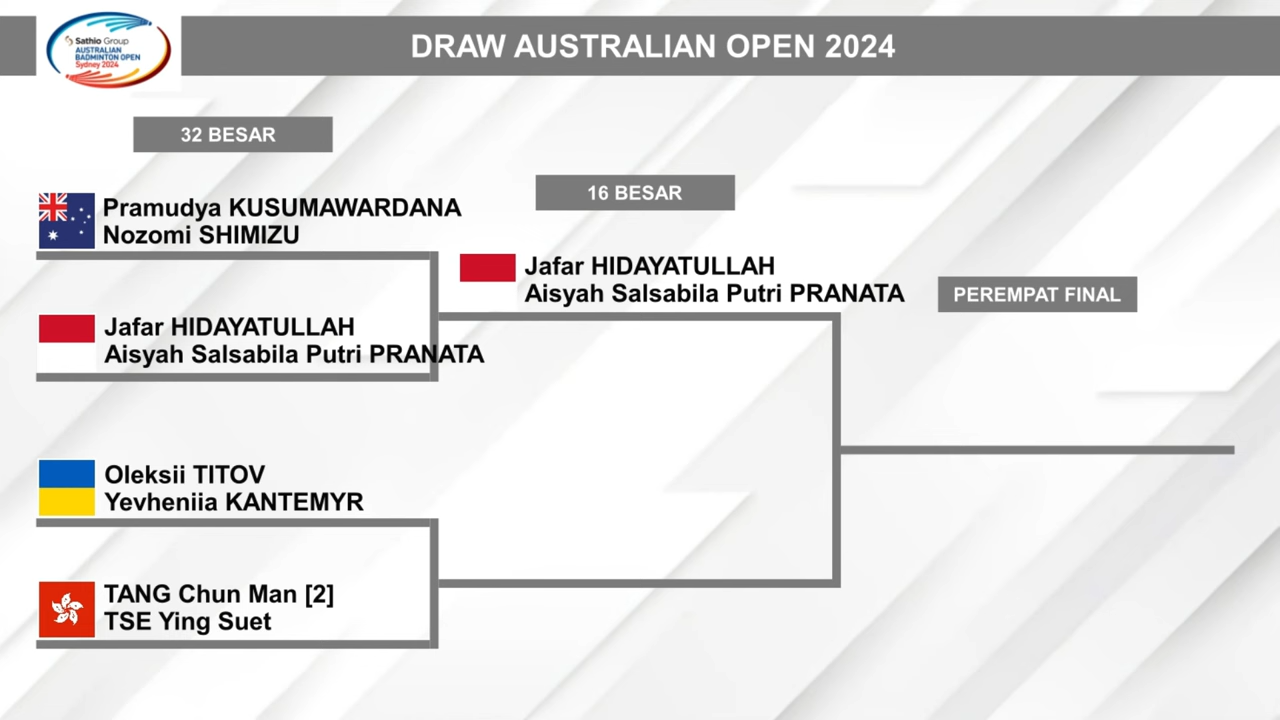 Sathio Group
AUSTRALIAN
BADMINTON OPEN
Sydney 2024
DRAW AUSTRALIAN OPEN 2024
32 BESAR
Pramudya KUSUMAWARDANA
Nozomi SHIMIZU
Jafar HIDAYATULLAH
Aisyah Salsabila Putri PRANATA
Oleksii TITOV
Yevheniia KANTEMYR
TANG Chun Man [2]
TSE Ying Suet
16 BESAR
Jafar HIDAYATULLAH
Aisyah Salsabila Putri PRANATA
PEREMPAT FINAL